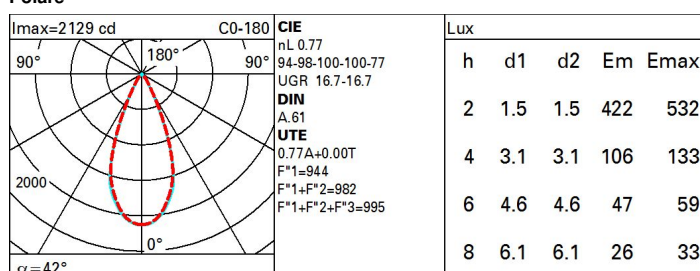 Imax=2129 cd C0-180
90° 180° 90°
2000
0°
α=42°
CIE
nL 0.77
94-98-100-100-77
UGR 16.7-16.7
DIN
A.61
UTE
0.77A+0.00T
F"1=944
F"1+F"2=982
F"1+F"2+F"3=995
Lux
h d1 d2 Em Emax
2 1.5 1.5 422 532
4 3.1 3.1 106 133
6 4.6 4.6 47 59
8 6.1 6.1 26 33